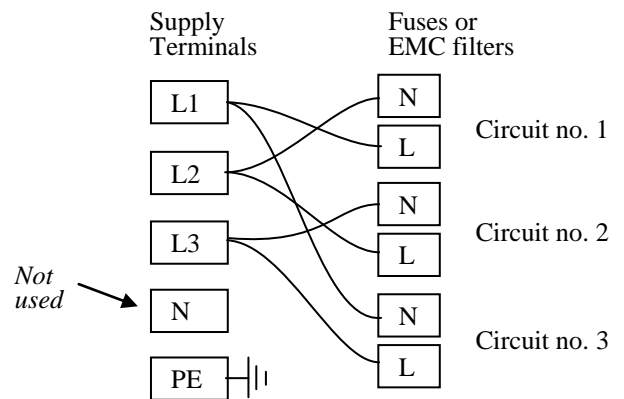 Supply
Terminals
Fuses or
EMC filters
L1
L2
L3
N
PE
Not
used
N
L
Circuit no. 1
N
L
Circuit no. 2
N
L
Circuit no. 3